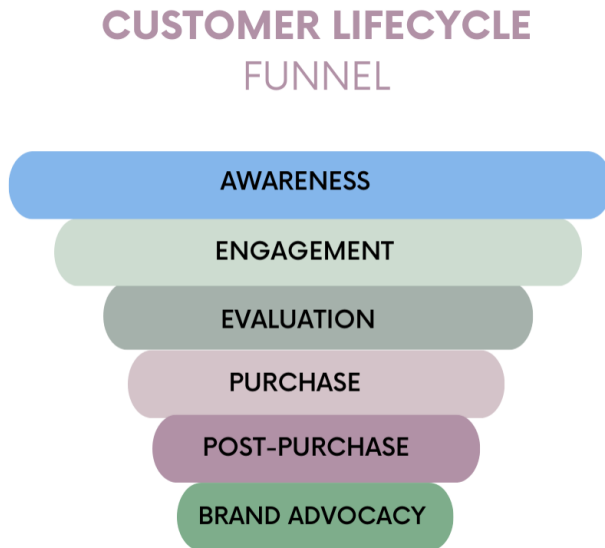 CUSTOMER LIFECYCLE
FUNNEL
AWARENESS
ENGAGEMENT
EVALUATION
PURCHASE
POST-PURCHASE
BRAND ADVOCACY